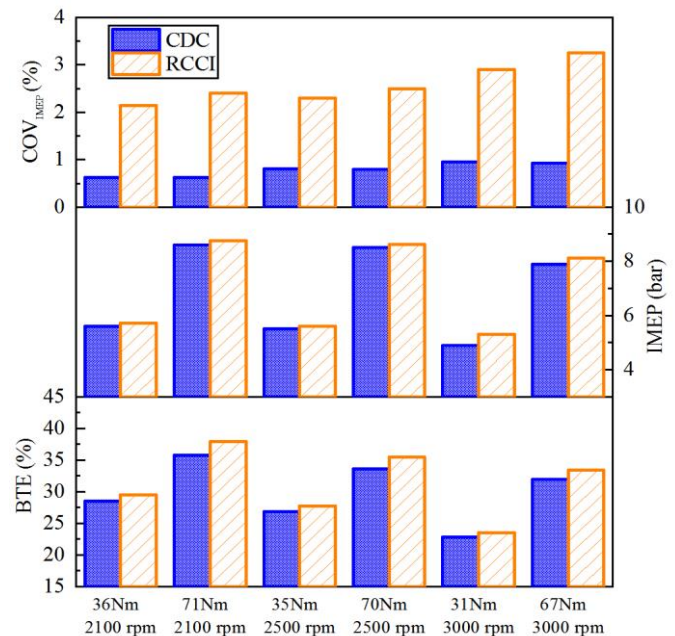 4
3
2
1
0
COV_IMEP (%)
CDC
RCCI
10
8
6
4
IMEP (bar)
45
40
35
30
25
20
15
BTE (%)
36Nm 71Nm 35Nm 70Nm 31Nm 67Nm
2100 rpm 2100 rpm 2500 rpm 2500 rpm 3000 rpm 3000 rpm